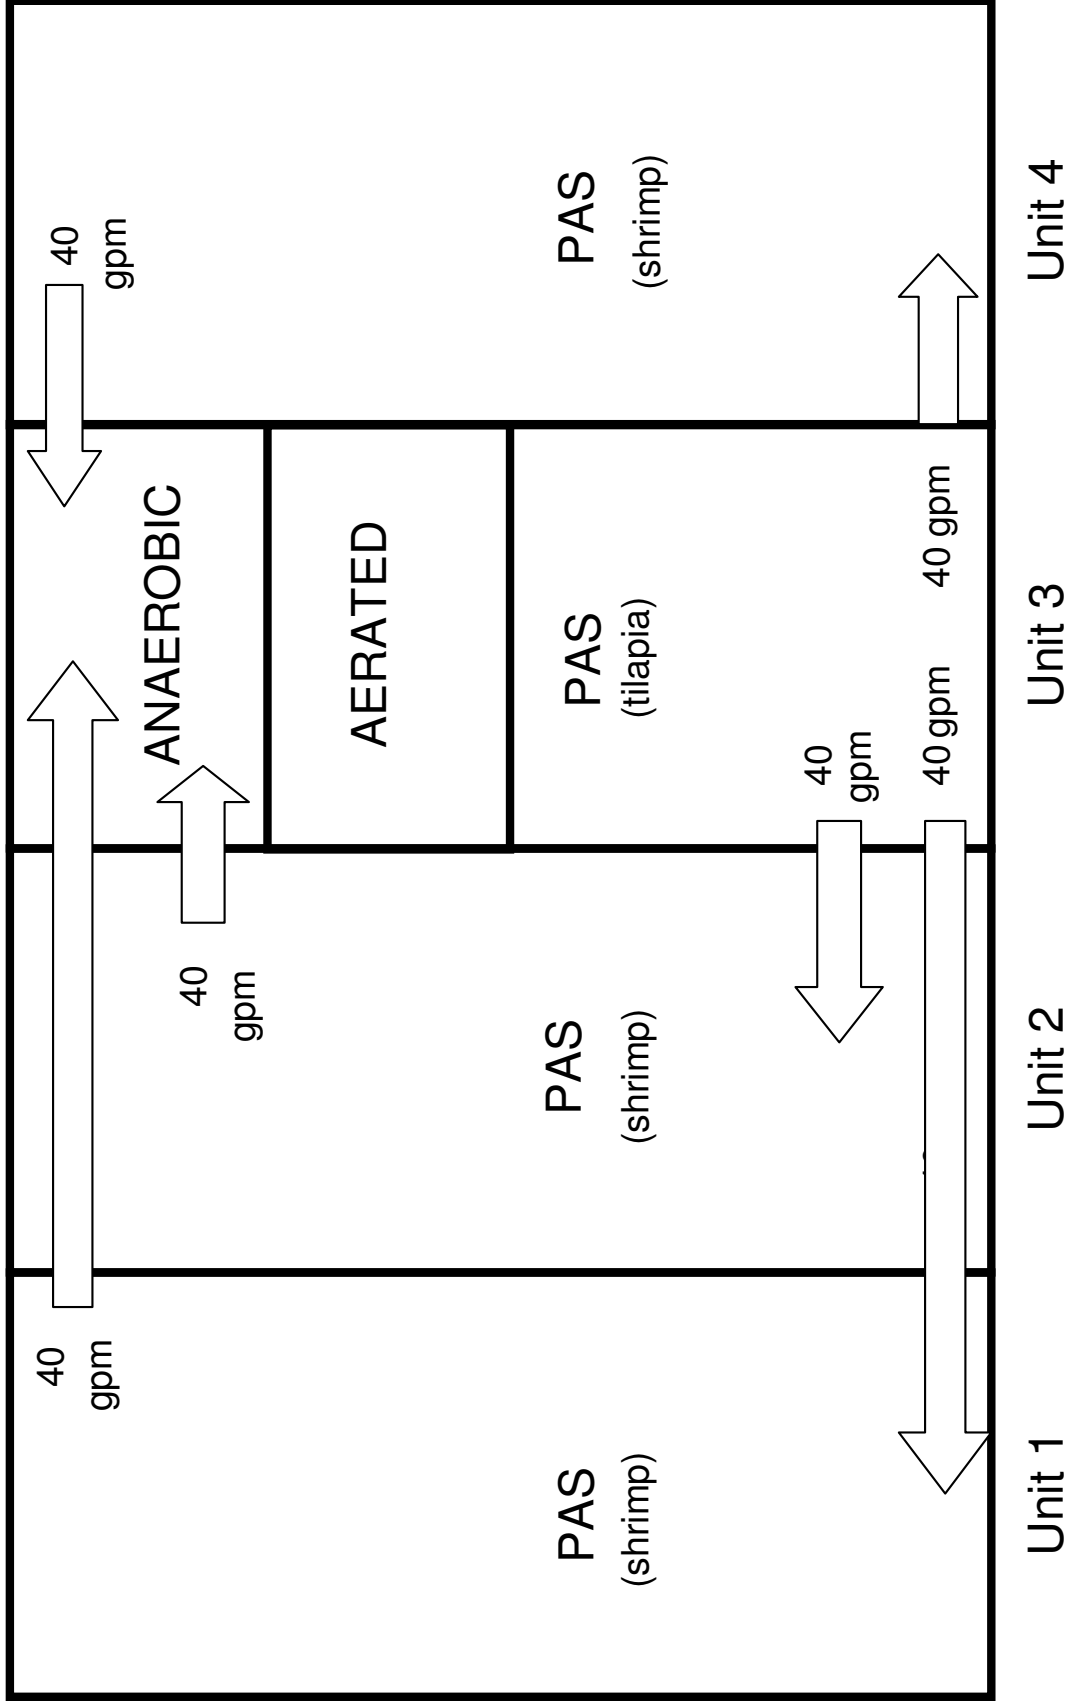 40
gpm
40
gpm
ANAEROBIC
40
gpm
AERATED
PAS
(shrimp)
PAS
(shrimp)
PAS
(tilapia)
PAS
(shrimp)
40
gpm
40 gpm
40 gpm
Unit 1
Unit 2
Unit 3
Unit 4